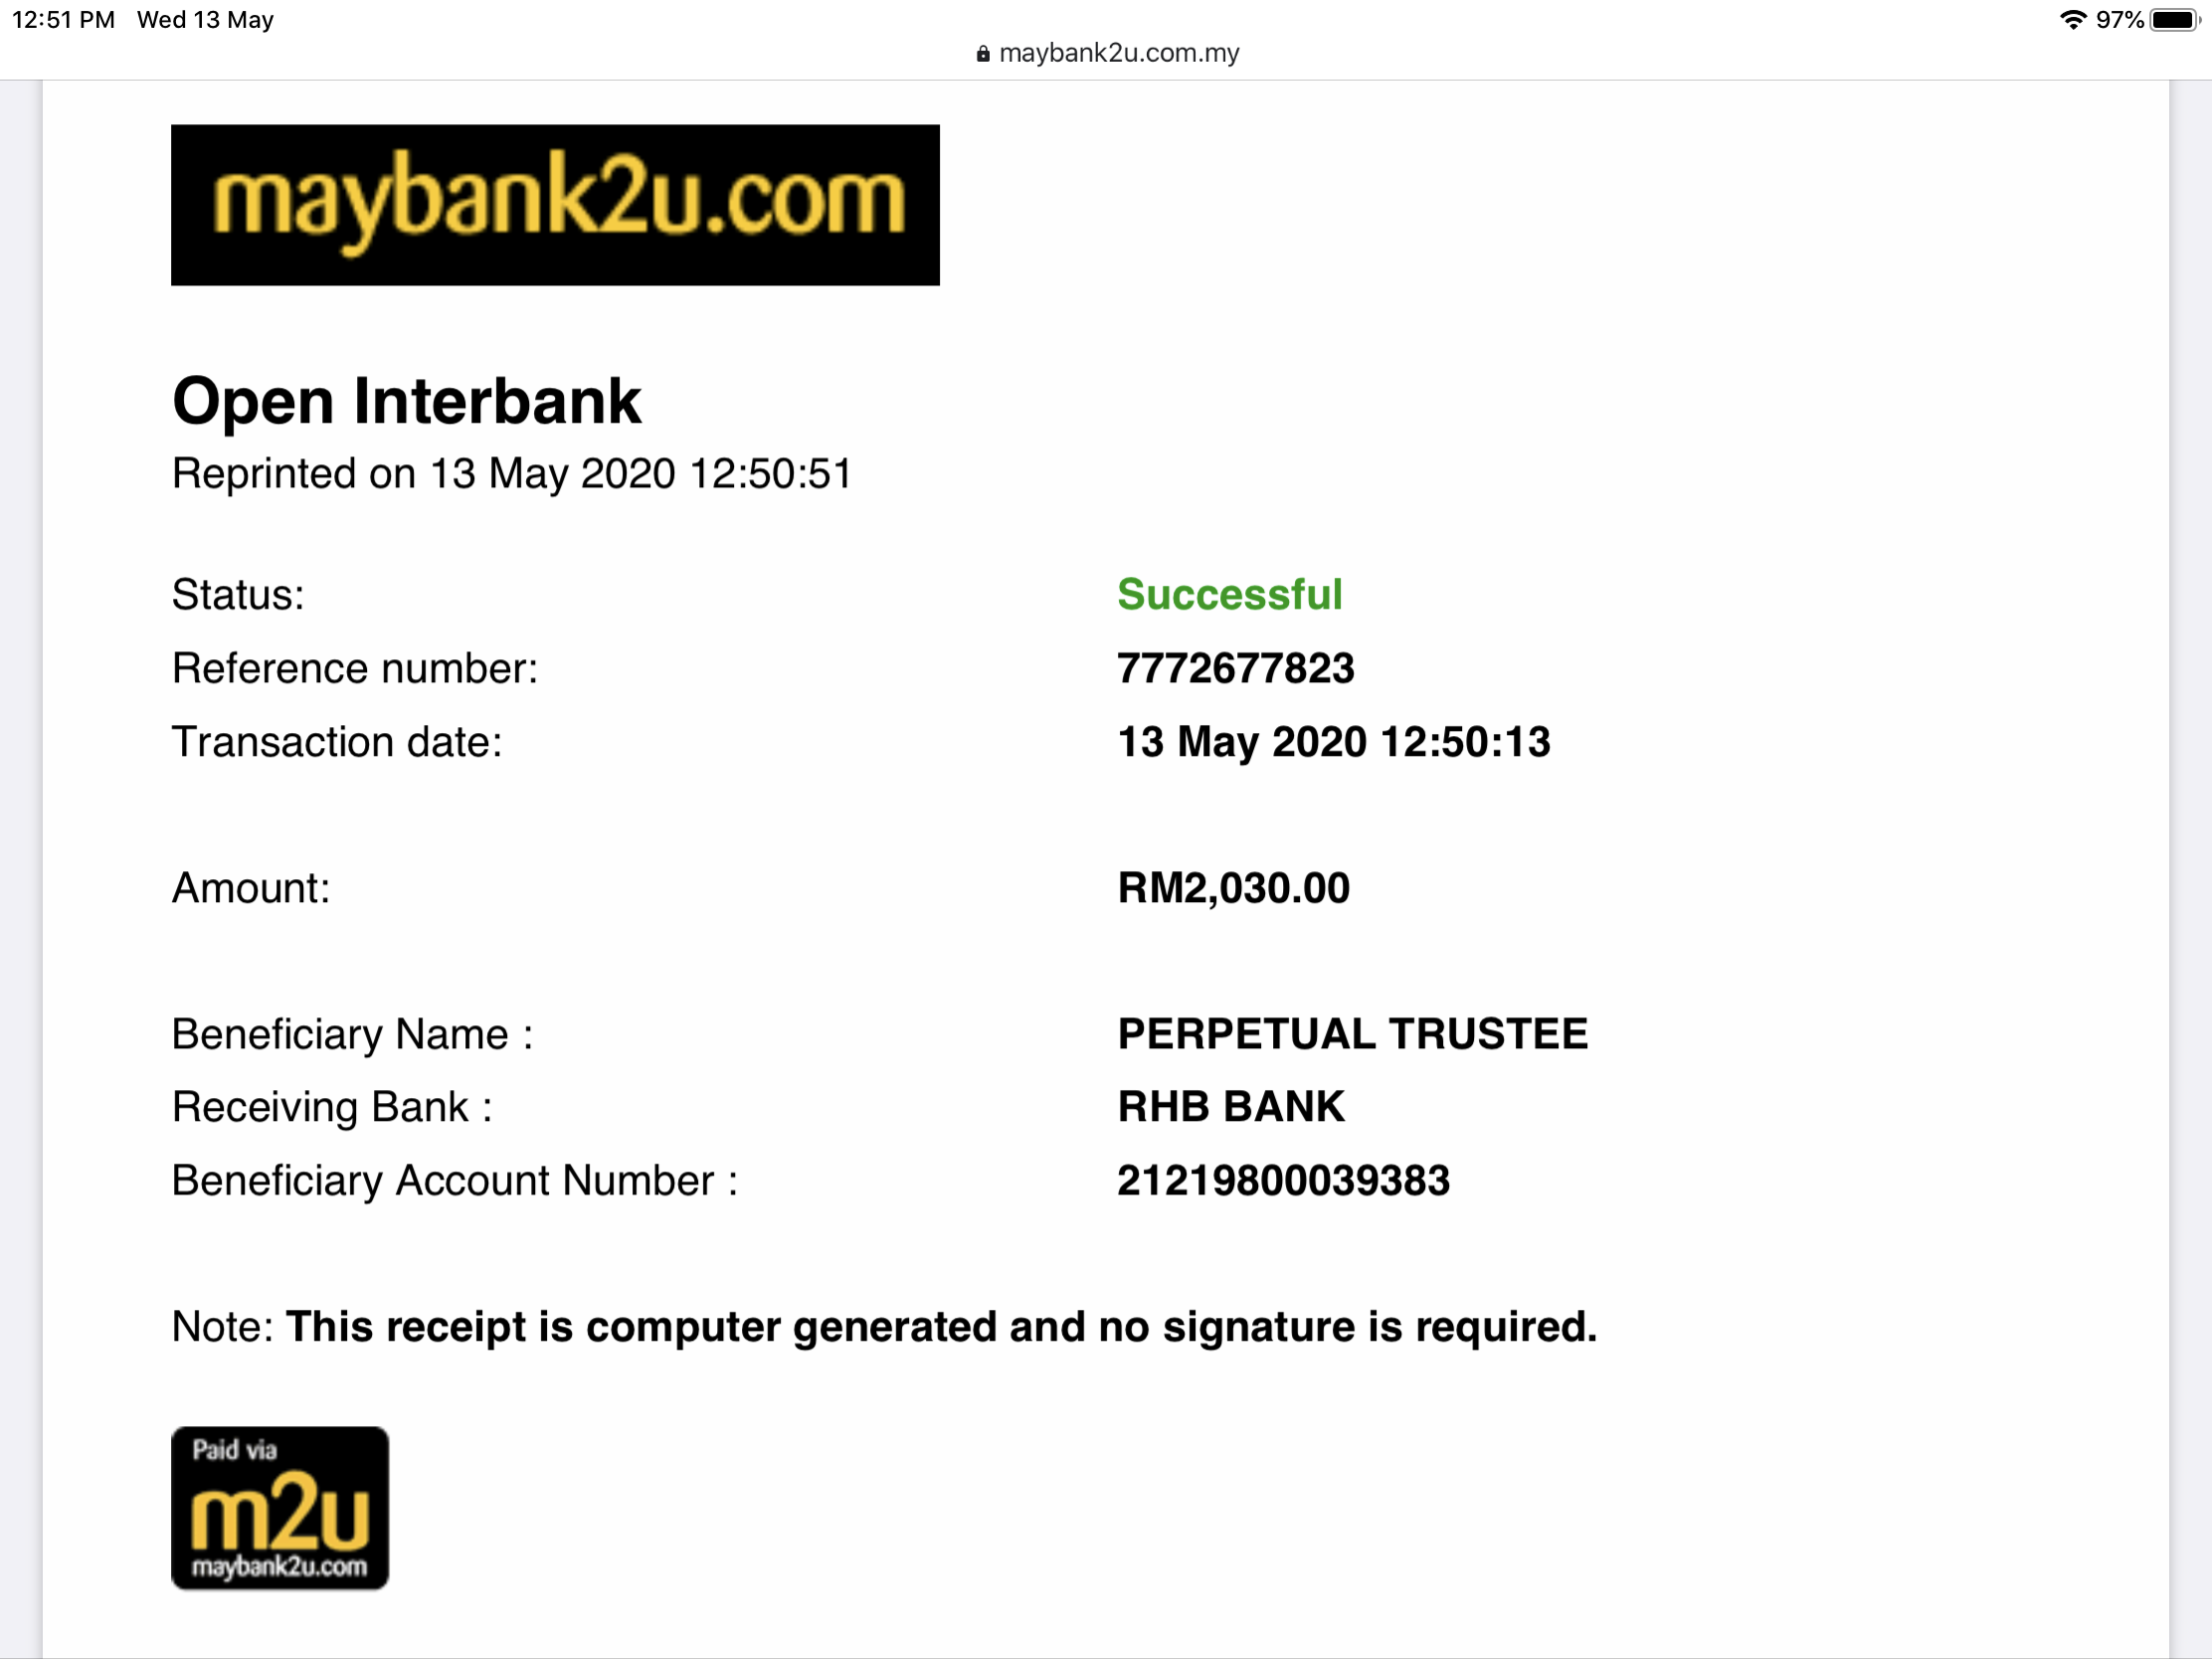 12:51 PM Wed 13 May
97%
maybank2u.com.my
maybank2u.com
Open Interbank
Reprinted on 13 May 2020 12:50:51
Status: Successful
Reference number: 7772677823
Transaction date: 13 May 2020 12:50:13
Amount: RM2,030.00
Beneficiary Name : PERPETUAL TRUSTEE
Receiving Bank : RHB BANK
Beneficiary Account Number : 21219800039383
Note: This receipt is computer generated and no signature is required.
Paid via
m2u
maybank2u.com